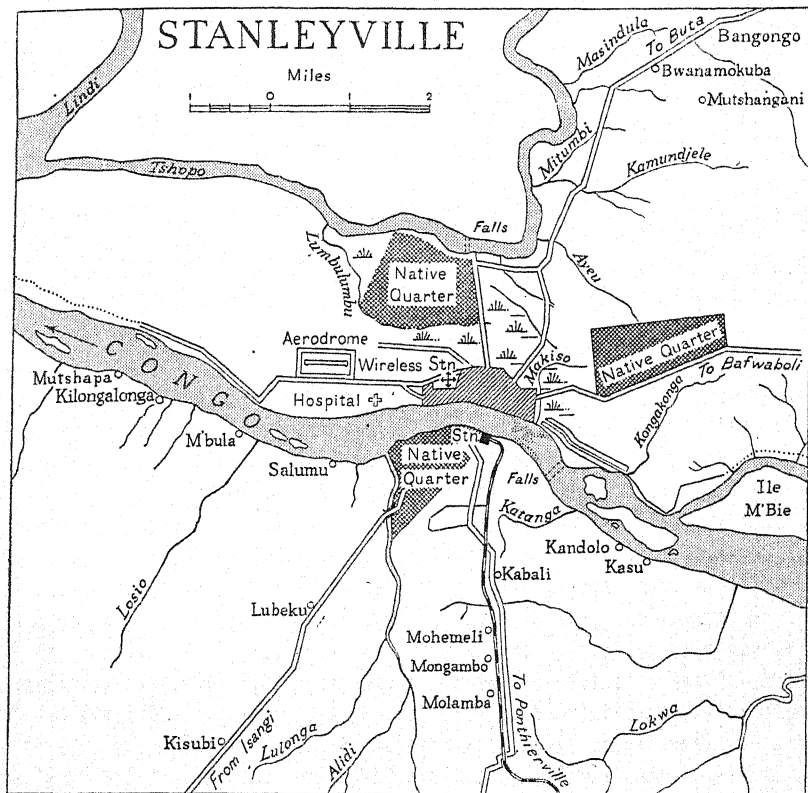 STANLEYVILLE
Miles
1 0 1 2
Lindi
Masindula
To Buta
Bangongo
Bwanamokuba
Mutshangani
Mitumbi
Kamundjele
Tshopo
Falls
Lumbulumbu
Native
Quarter
Ayeu
Aerodrome
Wireless Stn
Makiso
Native Quarter
To Bafwaboli
CONGO
Mutshapa
Kilongalonga
Hospital
Kongakonga
M'bula
Salumu
Stn
Native
Quarter
Falls
Ile
M'Bie
Katanga
Kandolo
Kasu
Kabali
Losio
Lubeku
Mohemeli
Mongambo
Molamba
To Ponthierville
Lokwa
Kisubi
From Isangi
Lulonga
Alidi